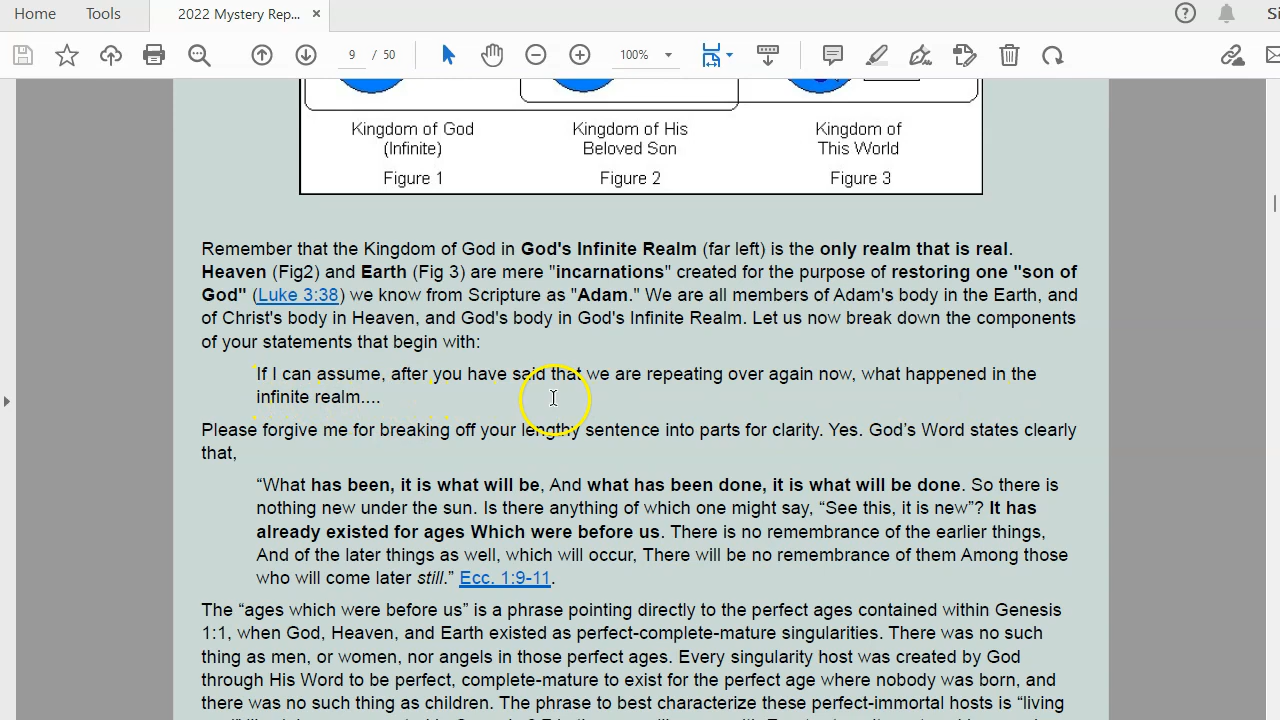 Home Tools 2022 Mystery Rep... × Si
9 / 50 100%
Kingdom of God Kingdom of His Kingdom of
(Infinite) Beloved Son This World
Figure 1 Figure 2 Figure 3
Remember that the Kingdom of God in God's Infinite Realm (far left) is the only realm that is real.
Heaven (Fig2) and Earth (Fig 3) are mere "incarnations" created for the purpose of restoring one "son of
God" (Luke 3:38) we know from Scripture as "Adam." We are all members of Adam's body in the Earth, and
of Christ's body in Heaven, and God's body in God's Infinite Realm. Let us now break down the components
of your statements that begin with:
If I can assume, after you have said that we are repeating over again now, what happened in the
infinite realm....
Please forgive me for breaking off your lengthy sentence into parts for clarity. Yes. God's Word states clearly
that,
“What has been, it is what will be, And what has been done, it is what will be done. So there is
nothing new under the sun. Is there anything of which one might say, “See this, it is new”? It has
already existed for ages Which were before us. There is no remembrance of the earlier things,
And of the later things as well, which will occur, There will be no remembrance of them Among those
who will come later still.” Ecc. 1:9-11.
The “ages which were before us” is a phrase pointing directly to the perfect ages contained within Genesis
1:1, when God, Heaven, and Earth existed as perfect-complete-mature singularities. There was no such
thing as men, or women, nor angels in those perfect ages. Every singularity host was created by God
through His Word to be perfect, complete-mature to exist for the perfect age where nobody was born, and
there was no such thing as children. The phrase to best characterize these perfect-immortal hosts is “living